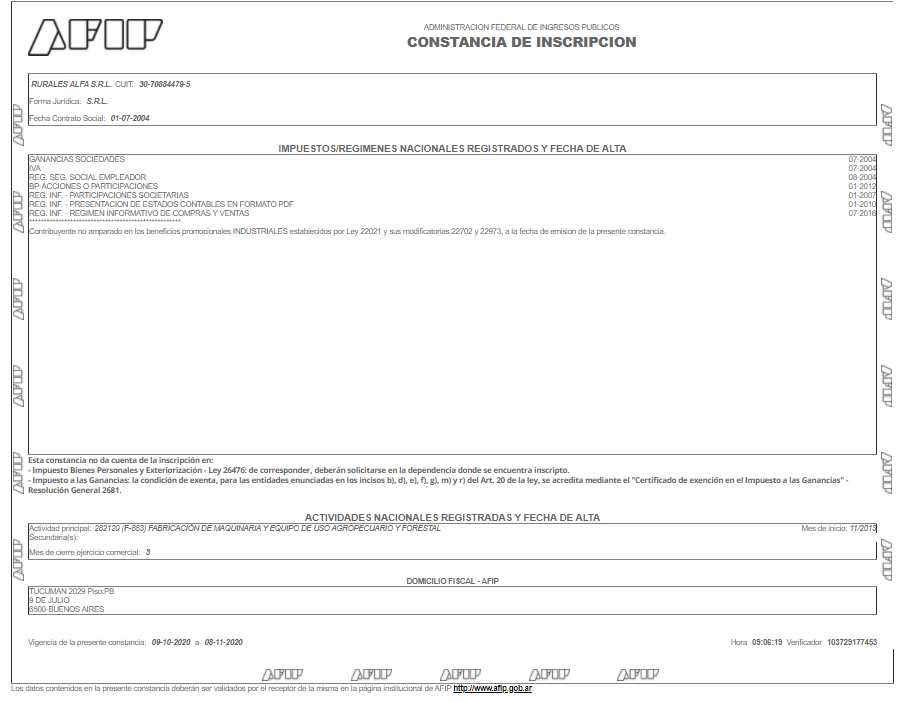 AFIP
ADMINISTRACION FEDERAL DE INGRESOS PUBLICOS
CONSTANCIA DE INSCRIPCION
RURALES ALFA S.R.L. CUIT: 30-70884479-5
Forma Jurídica: S.R.L.
Fecha Contrato Social: 01-07-2004
IMPUESTOS/REGIMENES NACIONALES REGISTRADOS Y FECHA DE ALTA
GANANCIAS SOCIEDADES 07-2004
IVA 07-2004
REG. SEG. SOCIAL EMPLEADOR 08-2004
BP-ACCIONES O PARTICIPACIONES 01-2012
REG. INF. - PARTICIPACIONES SOCIETARIAS 01-2007
REG. INF. - PRESENTACION DE ESTADOS CONTABLES EN FORMATO PDF 01-2010
REG. INF. - REGIMEN INFORMATIVO DE COMPRAS Y VENTAS 07-2016
Contribuyente no amparado en los beneficios promocionales INDUSTRIALES establecidos por Ley 22021 y sus modificatorias 22702 y 22973, a la fecha de emision de la presente constancia.
Esta constancia no da cuenta de la inscripción en:
- Impuesto Bienes Personales y Exteriorización - Ley 26476: de corresponder, deberán solicitarse en la dependencia donde se encuentra inscripto.
- Impuesto a las Ganancias: la condición de exenta, para las entidades enunciadas en los incisos b), d), e), f), g), m) y r) del Art. 20 de la ley, se acredita mediante el "Certificado de exención en el Impuesto a las Ganancias" -
Resolución General 2681.
ACTIVIDADES NACIONALES REGISTRADAS Y FECHA DE ALTA
Actividad principal: 282120 (F-883) FABRICACIÓN DE MAQUINARIA Y EQUIPO DE USO AGROPECUARIO Y FORESTAL Mes de inicio: 11/2013
Secundaria(s):
Mes de cierre ejercicio comercial: 3
DOMICILIO FISCAL - AFIP
TUCUMAN 2029 Piso:PB
9 DE JULIO
6500-BUENOS AIRES
Vigencia de la presente constancia: 09-10-2020 a 08-11-2020 Hora 09:06:19 Verificador 103729177453
AFIP AFIP AFIP AFIP AFIP
Los datos contenidos en la presente constancia deberán ser validados por el receptor de la misma en la página institucional de AFIP http://www.afip.gob.ar.